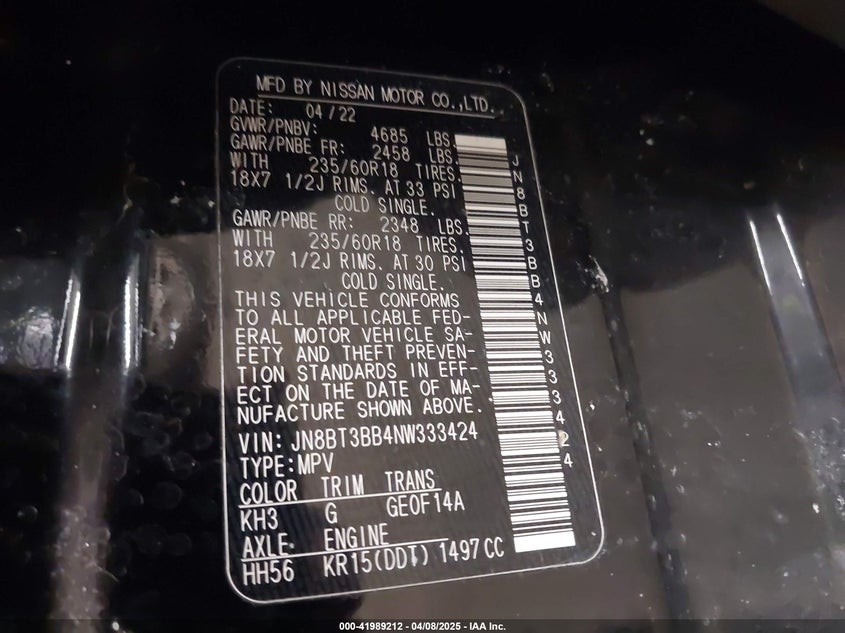 MFD BY NISSAN MOTOR CO.,LTD.
DATE: 04/22
GVWR/PNBV: 4685 LBS.
GAWR/PNBE FR: 2458 LBS.
WITH 235/60R18 TIRES.
18X7 1/2J RIMS. AT 33 PSI
COLD SINGLE.
GAWR/PNBE RR: 2348 LBS.
WITH 235/60R18 TIRES.
18X7 1/2J RIMS. AT 30 PSI
COLD SINGLE.
THIS VEHICLE CONFORMS
TO ALL APPLICABLE FED-
ERAL MOTOR VEHICLE SA-
FETY AND THEFT PREVEN-
TION STANDARDS IN EFF-
ECT ON THE DATE OF MA-
NUFACTURE SHOWN ABOVE.
VIN: JN8BT3BB4NW333424
TYPE:MPV
COLOR TRIM TRANS
KH3 G GE0F14A
AXLE ENGINE
HH56 KR15(DDT) 1497CC
JN8BT3BB4NW333424
000-41989212 - 04/08/2025 - IAA Inc.